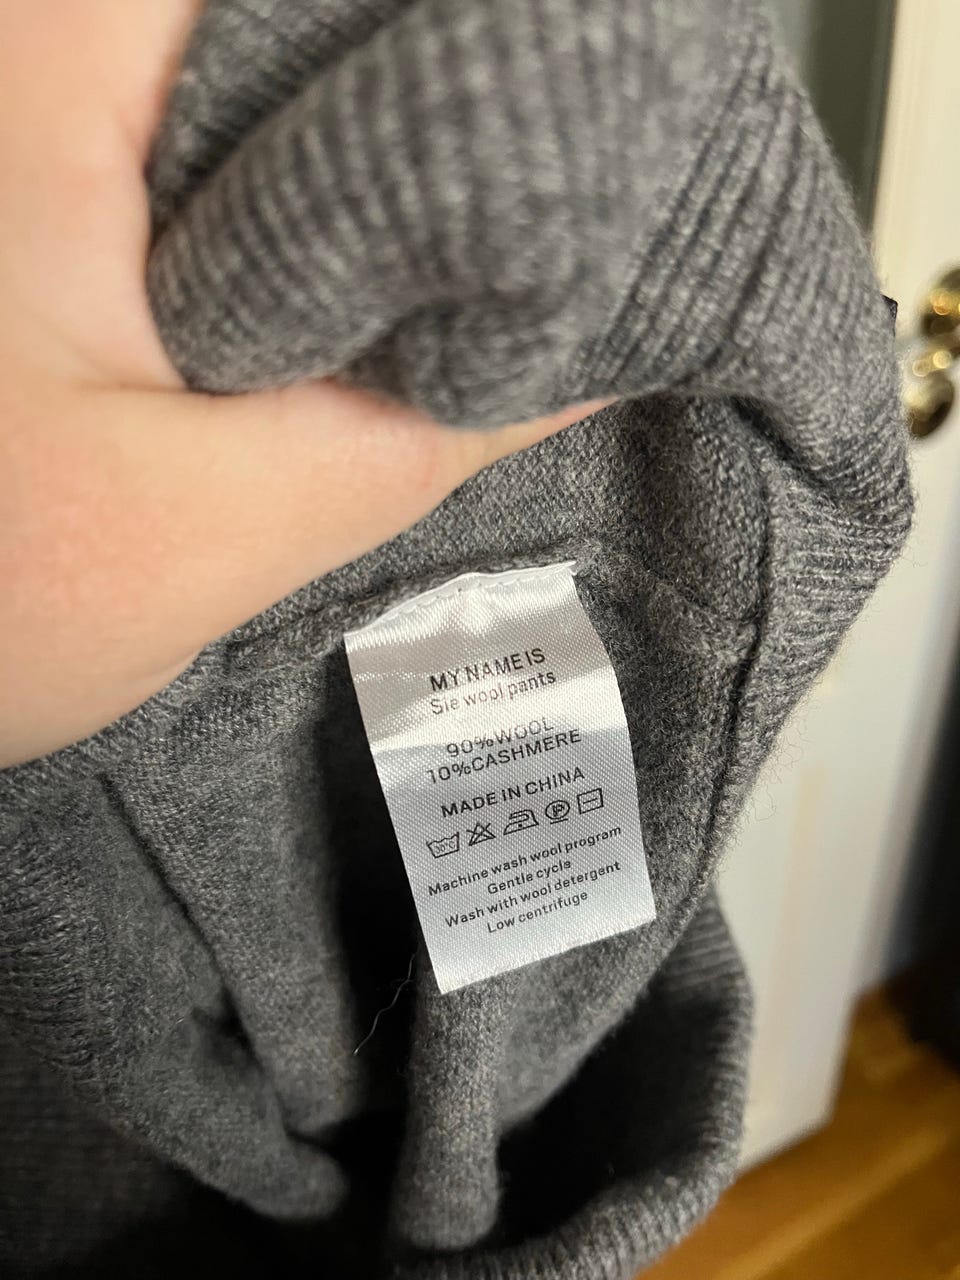 MY NAME IS
Sie wool pants
90%WOOL
10%CASHMERE
MADE IN CHINA
30°C P
Machine wash wool program
Gentle cycle
Wash with wool detergent
Low centrifuge